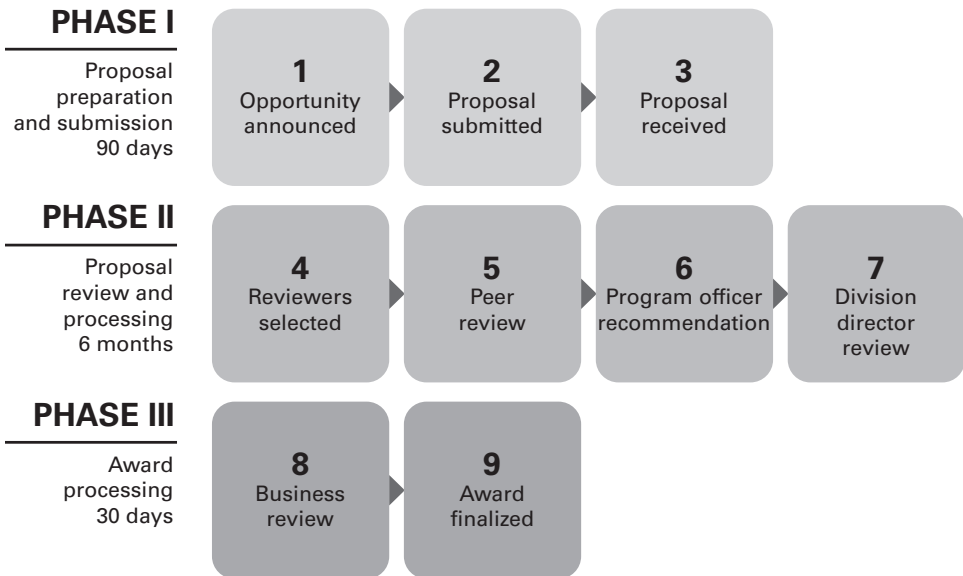 PHASE I
Proposal
preparation
and submission
90 days
1
Opportunity
announced
2
Proposal
submitted
3
Proposal
received
PHASE II
Proposal
review and
processing
6 months
4
Reviewers
selected
5
Peer
review
6
Program officer
recommendation
7
Division
director
review
PHASE III
Award
processing
30 days
8
Business
review
9
Award
finalized